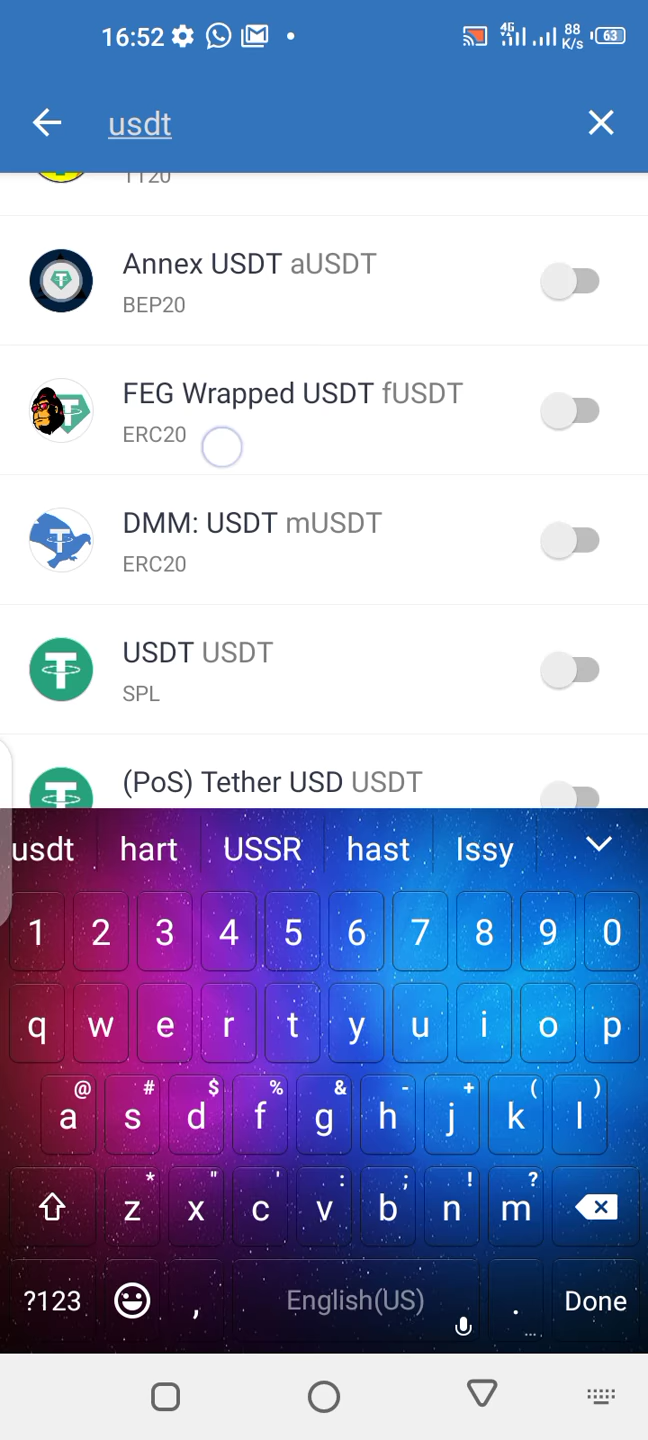 16:52
4G
88
K/s
63
usdt
TT20
Annex USDT aUSDT
BEP20
FEG Wrapped USDT fUSDT
ERC20
DMM: USDT mUSDT
ERC20
USDT USDT
SPL
(PoS) Tether USD USDT
usdt hart USSR hast Issy
1 2 3 4 5 6 7 8 9 0
q w e r t y u i o p
@ # $ % & - + ( )
a s d f g h j k l
* " ' : ; ! ?
z x c v b n m
?123 , English(US) . Done
...